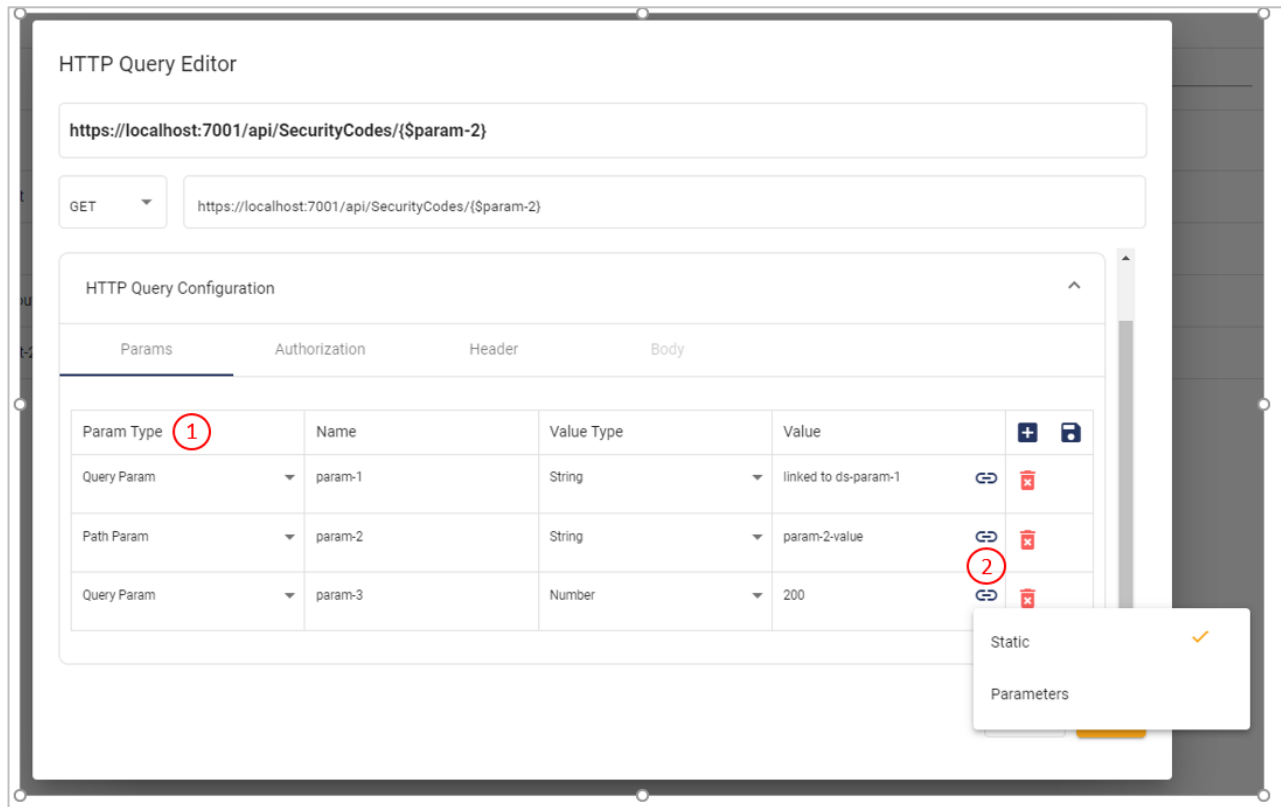 HTTP Query Editor
https://localhost:7001/api/SecurityCodes/{$param-2}
GET https://localhost:7001/api/SecurityCodes/{$param-2}
HTTP Query Configuration
Params Authorization Header Body
Param Type 1 Name Value Type Value
Query Param param-1 String linked to ds-param-1
Path Param param-2 String param-2-value
2
Query Param param-3 Number 200
Static
Parameters